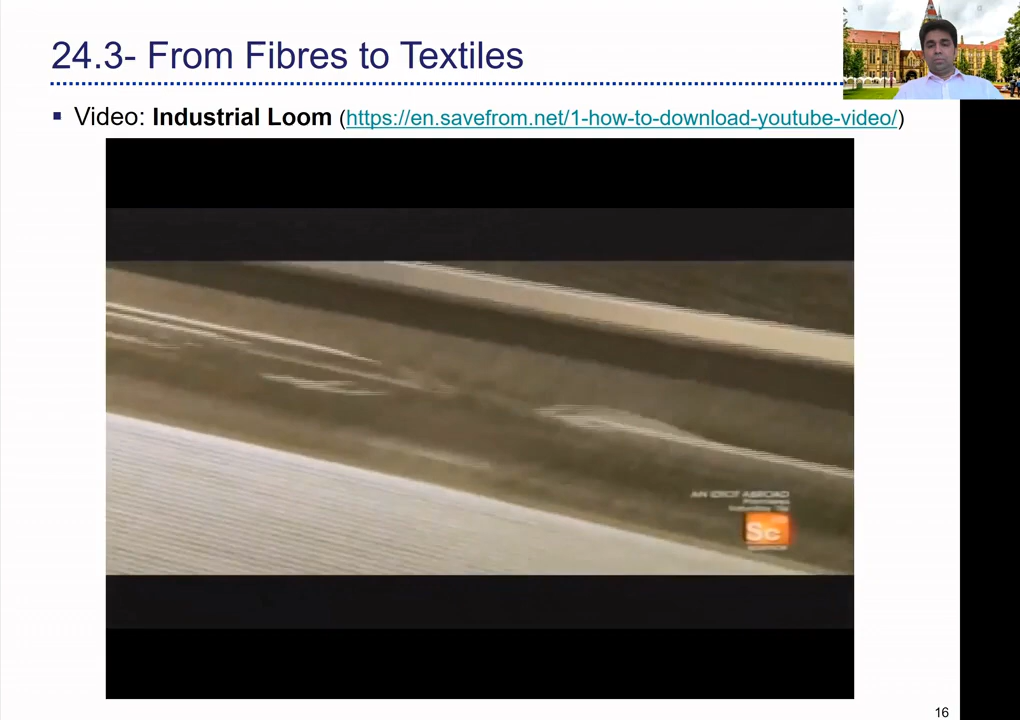 24.3- From Fibres to Textiles
▪ Video: Industrial Loom (https://en.savefrom.net/1-how-to-download-youtube-video/)
AN IDIOT ABROAD
Sc
16